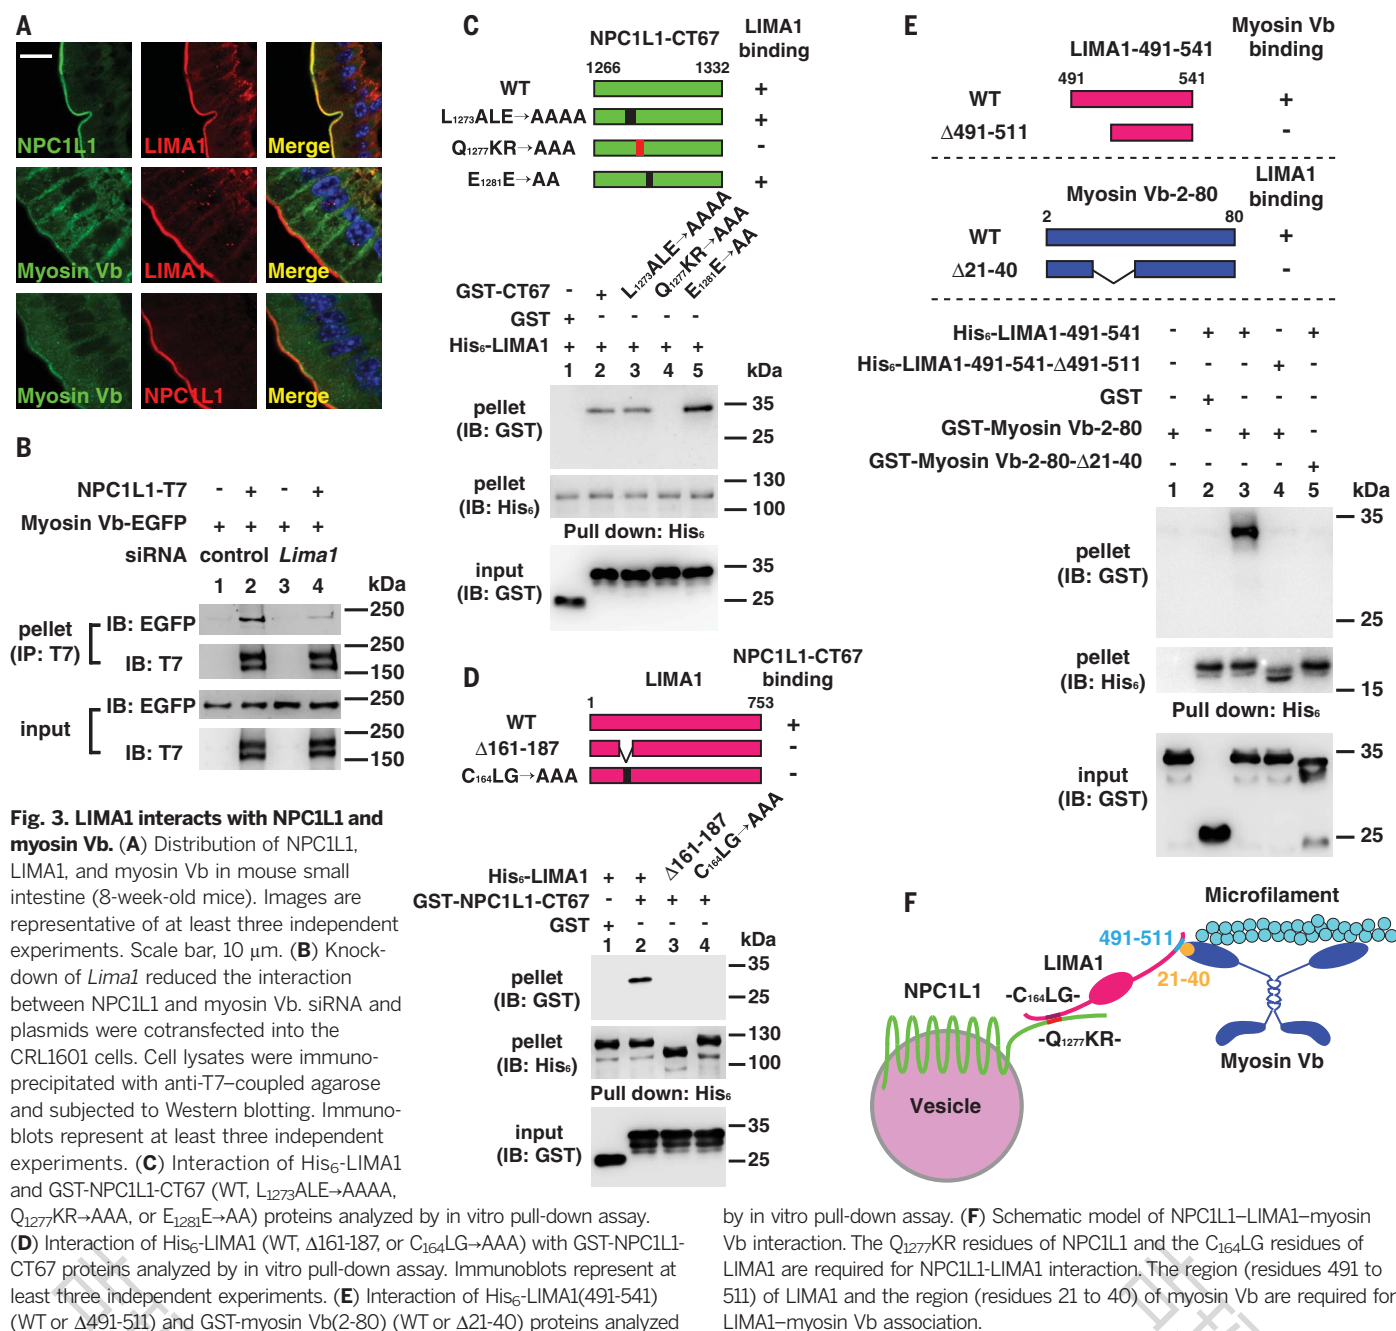 A
NPC1L1 LIMA1 Merge
Myosin Vb LIMA1 Merge
Myosin Vb NPC1L1 Merge
B
NPC1L1-T7 - + - +
Myosin Vb-EGFP + + + +
siRNA control Lima1
1 2 3 4 kDa
pellet (IP: T7)
IB: EGFP 250
IB: T7 250 150
input
IB: EGFP 250
IB: T7 250 150
C
NPC1L1-CT67 LIMA1 binding
1266 1332
WT +
L1273ALE→AAAA +
Q1277KR→AAA -
E1281E→AA +
L1273ALE→AAAA Q1277KR→AAA E1281E→AA
GST-CT67 - +
GST + - - - -
His6-LIMA1 + + + + +
1 2 3 4 5 kDa
pellet (IB: GST) 35 25
pellet (IB: His6) 130 100
Pull down: His6
input (IB: GST) 35 25
D
LIMA1 NPC1L1-CT67 binding
1 753
WT +
Δ161-187 -
C164LG→AAA -
Δ161-187 C164LG→AAA
His6-LIMA1 + +
GST-NPC1L1-CT67 - + + +
GST + - - -
1 2 3 4 kDa
pellet (IB: GST) 35 25
pellet (IB: His6) 130 100
Pull down: His6
input (IB: GST) 35 25
E
LIMA1-491-541 Myosin Vb binding
491 541
WT +
Δ491-511 -
Myosin Vb-2-80 LIMA1 binding
2 80
WT +
Δ21-40 -
His6-LIMA1-491-541 - + + - +
His6-LIMA1-491-541-Δ491-511 - - - + -
GST - + - - -
GST-Myosin Vb-2-80 + - + + -
GST-Myosin Vb-2-80-Δ21-40 - - - - +
1 2 3 4 5 kDa
pellet (IB: GST) 35 25
pellet (IB: His6) 15
Pull down: His6
input (IB: GST) 35 25
F
Microfilament
491-511
LIMA1
21-40
NPC1L1 -C164LG-
-Q1277KR-
Myosin Vb
Vesicle
Fig. 3. LIMA1 interacts with NPC1L1 and
myosin Vb. (A) Distribution of NPC1L1,
LIMA1, and myosin Vb in mouse small
intestine (8-week-old mice). Images are
representative of at least three independent
experiments. Scale bar, 10 μm. (B) Knock-
down of Lima1 reduced the interaction
between NPC1L1 and myosin Vb. siRNA and
plasmids were cotransfected into the
CRL1601 cells. Cell lysates were immuno-
precipitated with anti-T7–coupled agarose
and subjected to Western blotting. Immuno-
blots represent at least three independent
experiments. (C) Interaction of His6-LIMA1
and GST-NPC1L1-CT67 (WT, L1273ALE→AAAA,
Q1277KR→AAA, or E1281E→AA) proteins analyzed by in vitro pull-down assay.
(D) Interaction of His6-LIMA1 (WT, Δ161-187, or C164LG→AAA) with GST-NPC1L1-
CT67 proteins analyzed by in vitro pull-down assay. Immunoblots represent at
least three independent experiments. (E) Interaction of His6-LIMA1(491-541)
(WT or Δ491-511) and GST-myosin Vb(2-80) (WT or Δ21-40) proteins analyzed
by in vitro pull-down assay. (F) Schematic model of NPC1L1–LIMA1–myosin
Vb interaction. The Q1277KR residues of NPC1L1 and the C164LG residues of
LIMA1 are required for NPC1L1-LIMA1 interaction. The region (residues 491 to
511) of LIMA1 and the region (residues 21 to 40) of myosin Vb are required for
LIMA1–myosin Vb association.